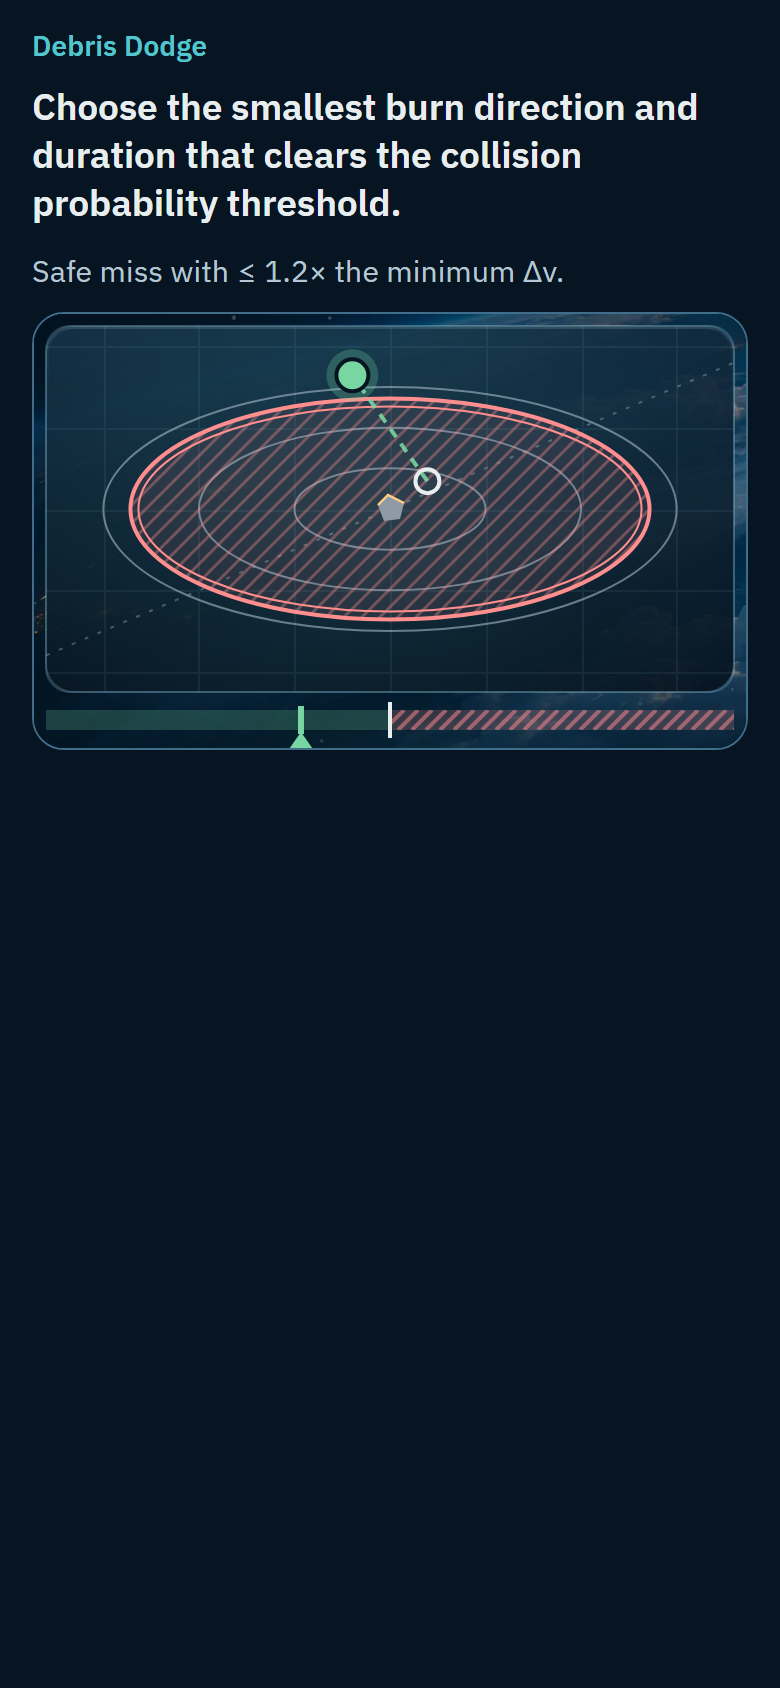 Debris Dodge
Choose the smallest burn direction and
duration that clears the collision
probability threshold.
Safe miss with ≤ 1.2× the minimum Δv.